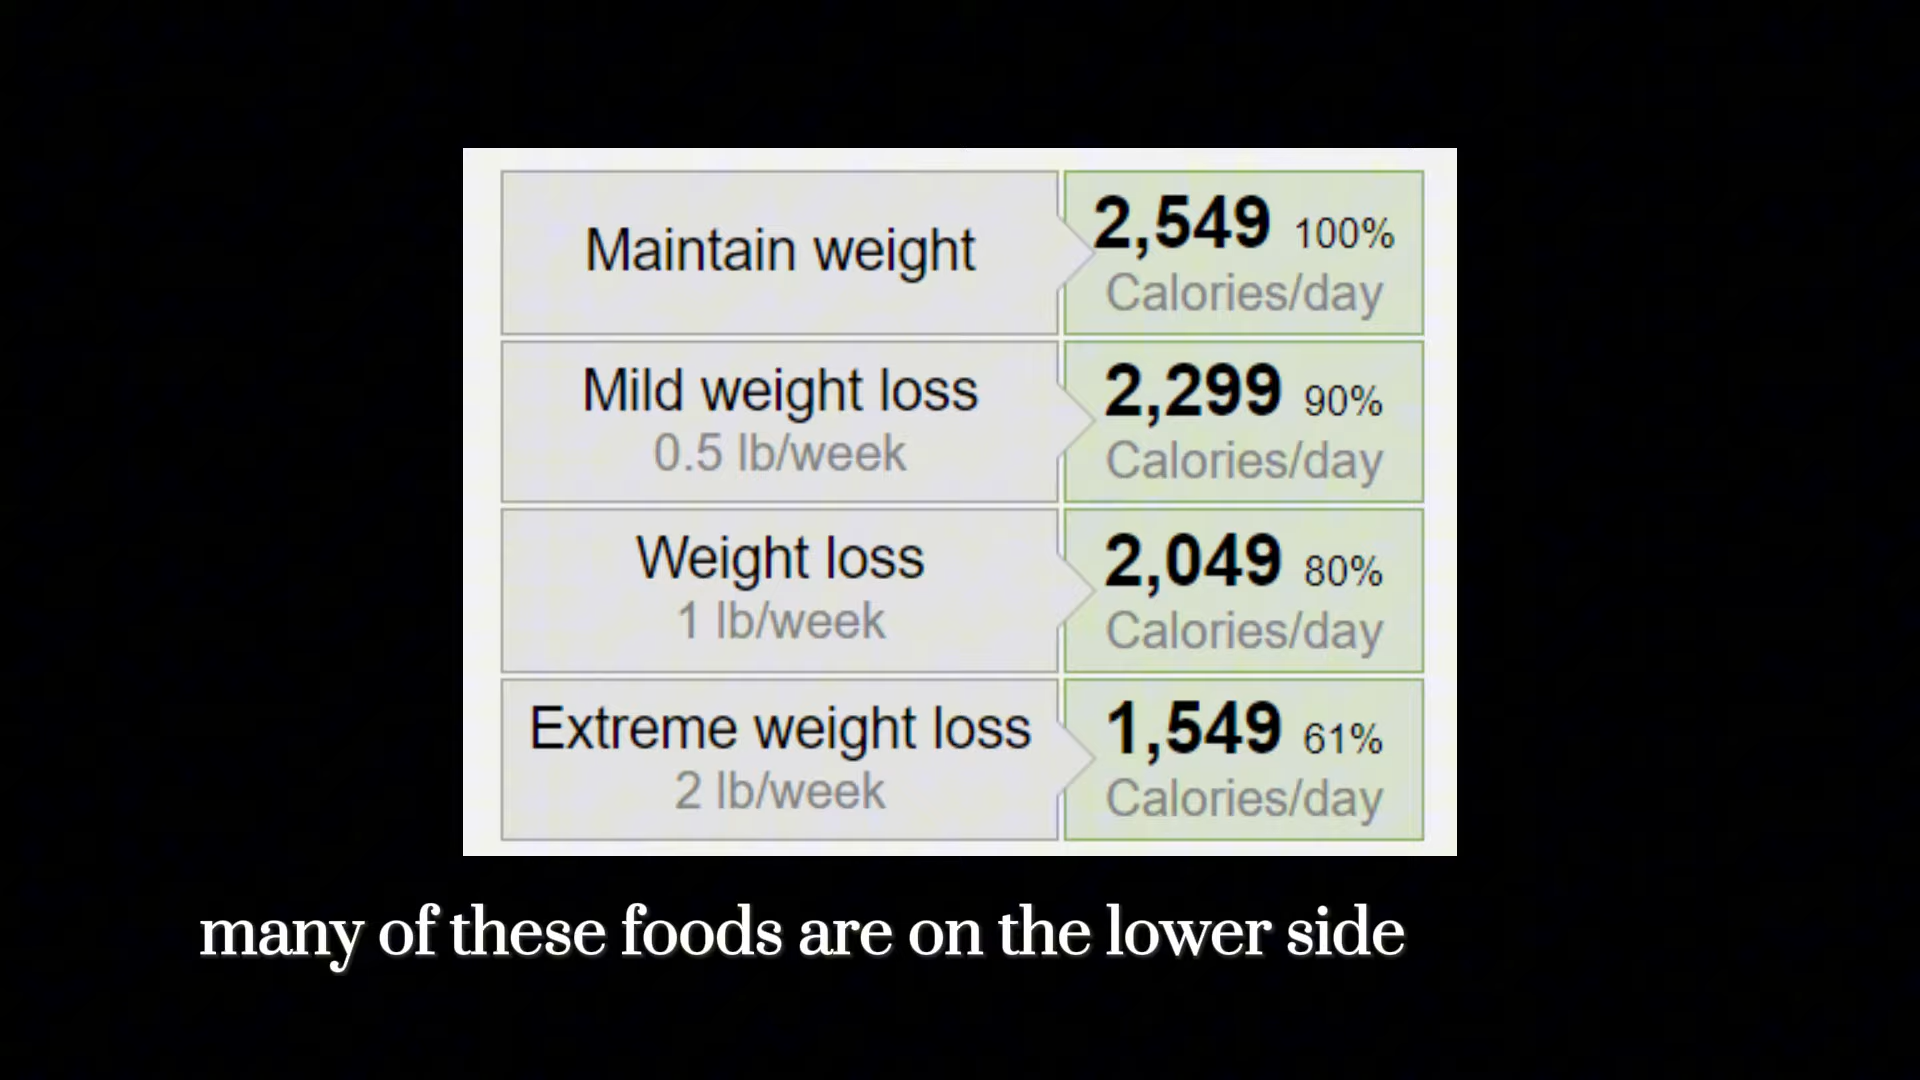 Maintain weight
2,549 100%
Calories/day
Mild weight loss
0.5 lb/week
2,299 90%
Calories/day
Weight loss
1 lb/week
2,049 80%
Calories/day
Extreme weight loss
2 lb/week
1,549 61%
Calories/day
many of these foods are on the lower side